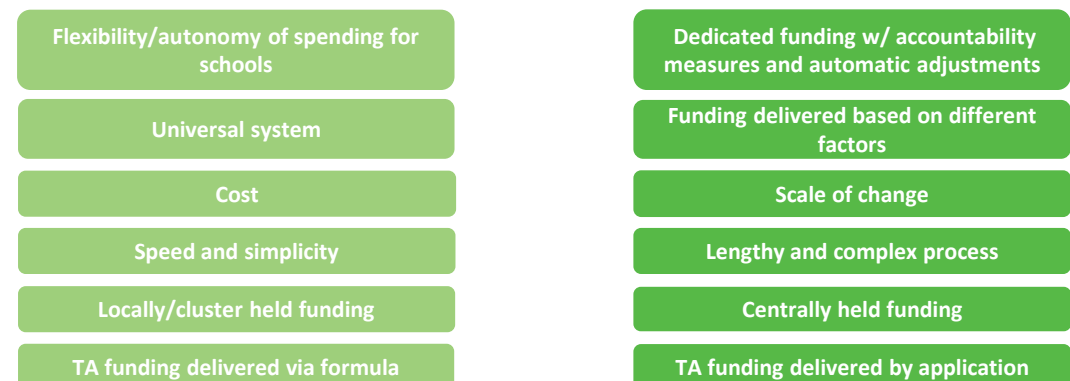 Flexibility/autonomy of spending for
schools
Dedicated funding w/ accountability
measures and automatic adjustments
Universal system
Funding delivered based on different
factors
Cost
Scale of change
Speed and simplicity
Lengthy and complex process
Locally/cluster held funding
Centrally held funding
TA funding delivered via formula
TA funding delivered by application